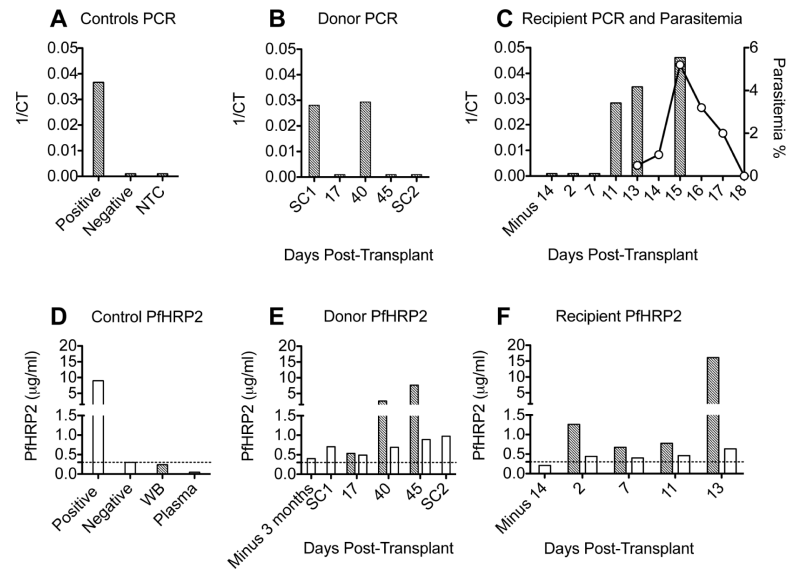 A Controls PCR
1/CT
0.05
0.04
0.03
0.02
0.01
0.00
Positive
Negative
NTC
B Donor PCR
1/CT
0.05
0.04
0.03
0.02
0.01
0.00
SC1
17
40
45
SC2
Days Post-Transplant
C Recipient PCR and Parasitemia
1/CT
0.05
0.04
0.03
0.02
0.01
0.00
6
4
2
0
Parasitemia %
Minus 14
2
7
11
13
14
15
16
17
18
Days Post-Transplant
D Control PfHRP2
PfHRP2 (μg/ml)
20
15
10
5
1.5
1.0
0.5
0.0
Positive
Negative
WB
Plasma
E Donor PfHRP2
PfHRP2 (μg/ml)
20
15
10
5
1.5
1.0
0.5
0.0
Minus 3 months
SC1
17
40
45
SC2
Days Post-Transplant
F Recipient PfHRP2
PfHRP2 (μg/ml)
20
15
10
5
1.5
1.0
0.5
0.0
Minus 14
2
7
11
13
Days Post-Transplant